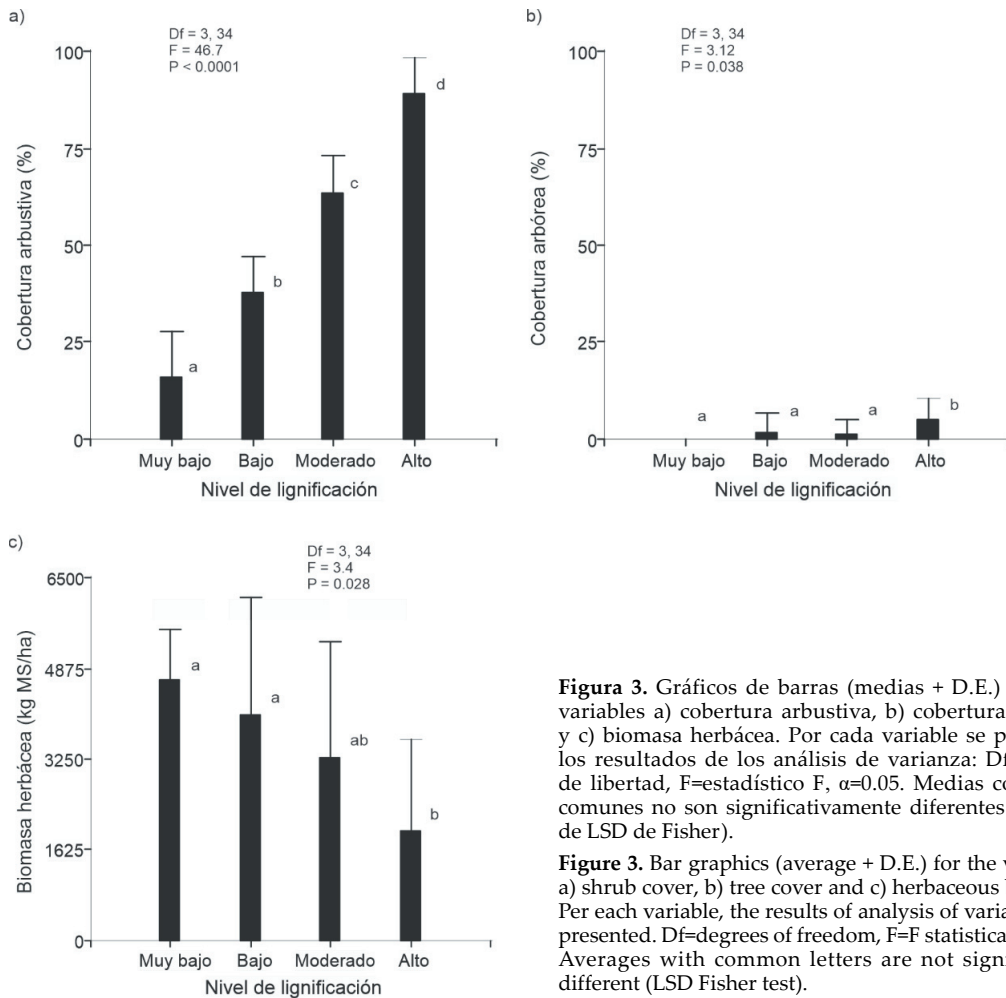 a)
Df = 3, 34
F = 46.7
P < 0.0001
100
75
50
25
0
Cobertura arbustiva (%)
a
b
c
d
Muy bajo Bajo Moderado Alto
Nivel de lignificación
b)
Df = 3, 34
F = 3.12
P = 0.038
100
75
50
25
0
Cobertura arbórea (%)
a
a
a
b
Muy bajo Bajo Moderado Alto
Nivel de lignificación
c)
Df = 3, 34
F = 3.4
P = 0.028
6500
4875
3250
1625
0
Biomasa herbácea (kg MS/ha)
a
a
ab
b
Muy bajo Bajo Moderado Alto
Nivel de lignificación
Figura 3. Gráficos de barras (medias + D.E.)
variables a) cobertura arbustiva, b) cobertura
y c) biomasa herbácea. Por cada variable se p
los resultados de los análisis de varianza: Df
de libertad, F=estadístico F, α=0.05. Medias co
comunes no son significativamente diferentes
de LSD de Fisher).
Figure 3. Bar graphics (average + D.E.) for the v
a) shrub cover, b) tree cover and c) herbaceous
Per each variable, the results of analysis of varia
presented. Df=degrees of freedom, F=F statistica
Averages with common letters are not signi
different (LSD Fisher test).